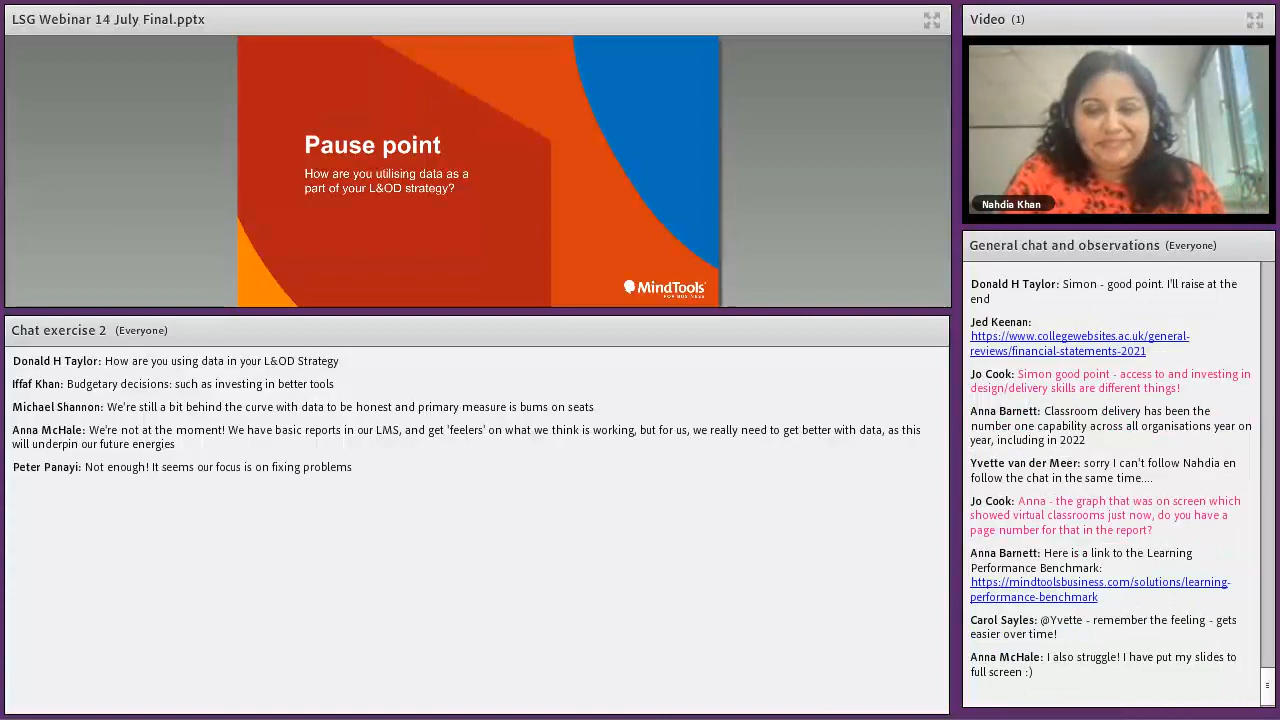 LSG Webinar 14 July Final.pptx
Pause point
How are you utilising data as a
part of your L&OD strategy?
MindTools
FOR BUSINESS
Video (1)
Nahdia Khan
Chat exercise 2 (Everyone)
Donald H Taylor: How are you using data in your L&OD Strñtegy
Iffaf Khan: Budgetary decisions: such as investing in better tools
Michael Shannon: We're still a bit behind the curve with data to be honest and primary measure is bums on seats
Anna McHale: We're not at the moment! We have basic reports in our LMS, and get 'feelers' on what we think is working, but for us, we really need to get better with data, as this
will underpin our future energies
Peter Panayi: Not enough! It seems our focus is on fixing problems
General chat and observations (Everyone)
Donald H Taylor: Simon - good point. I'll raise at the
end
Jed Keenan:
https://www.collegewebsites.ac.uk/general-
reviews/financial-statements-2021
Jo Cook: Simon good point - access to and investing in
design/delivery skills are different things!
Anna Barnett: Classroom delivery has been the
number one capability across all organisations year on
year, including in 2022
Yvette van der Meer: sorry I can't follow Nahdia en
follow the chat in the same time....
Jo Cook: Anna - the graph that was on screen which
showed virtual classrooms just now, do you have a
page number for that in the report?
Anna Barnett: Here is a link to the Learning
Performance Benchmark:
https://mindtoolsbusiness.com/solutions/learning-
performance-benchmark
Carol Sayles: @Yvette - remember the feeling - gets
easier over time!
Anna McHale: I also struggle! I have put my slides to
full screen :)